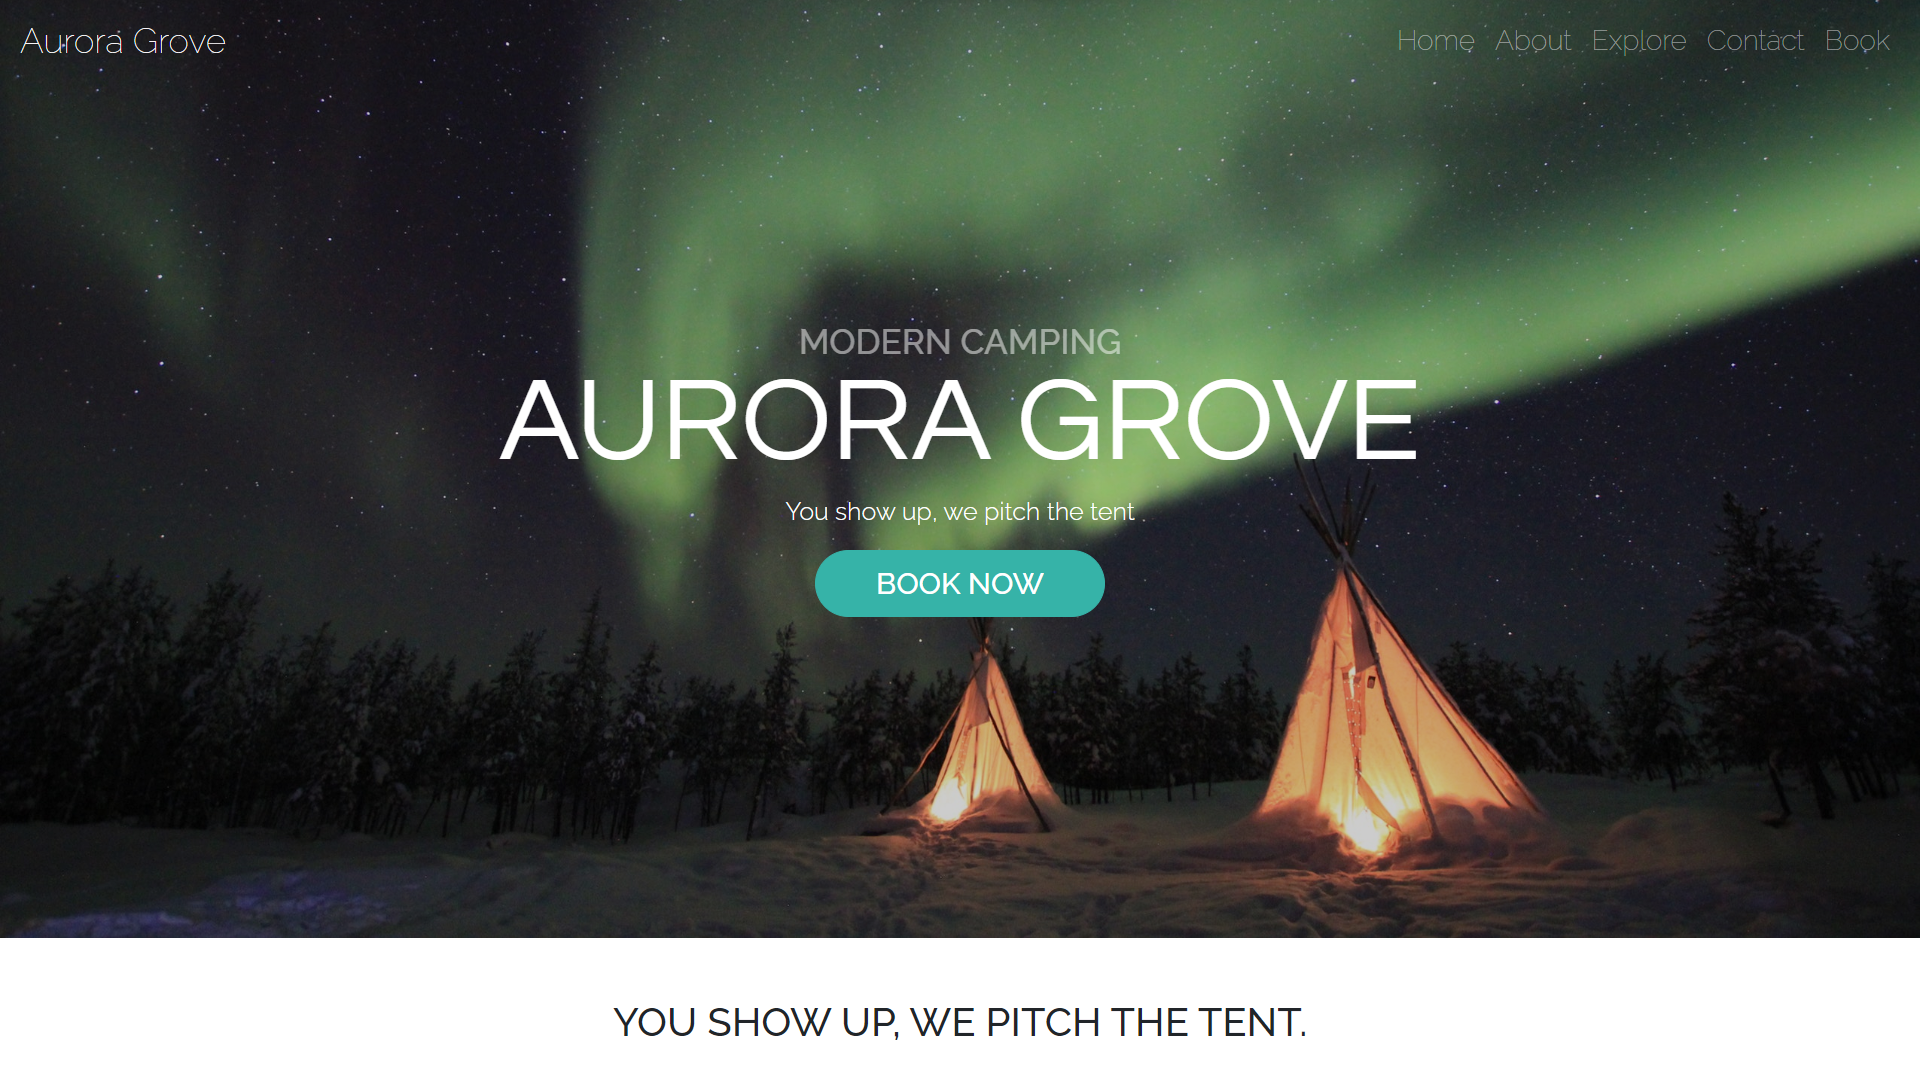 Aurora Grove
Home About Explore Contact Book
MODERN CAMPING
AURORA GROVE
You show up, we pitch the tent
BOOK NOW
YOU SHOW UP, WE PITCH THE TENT.